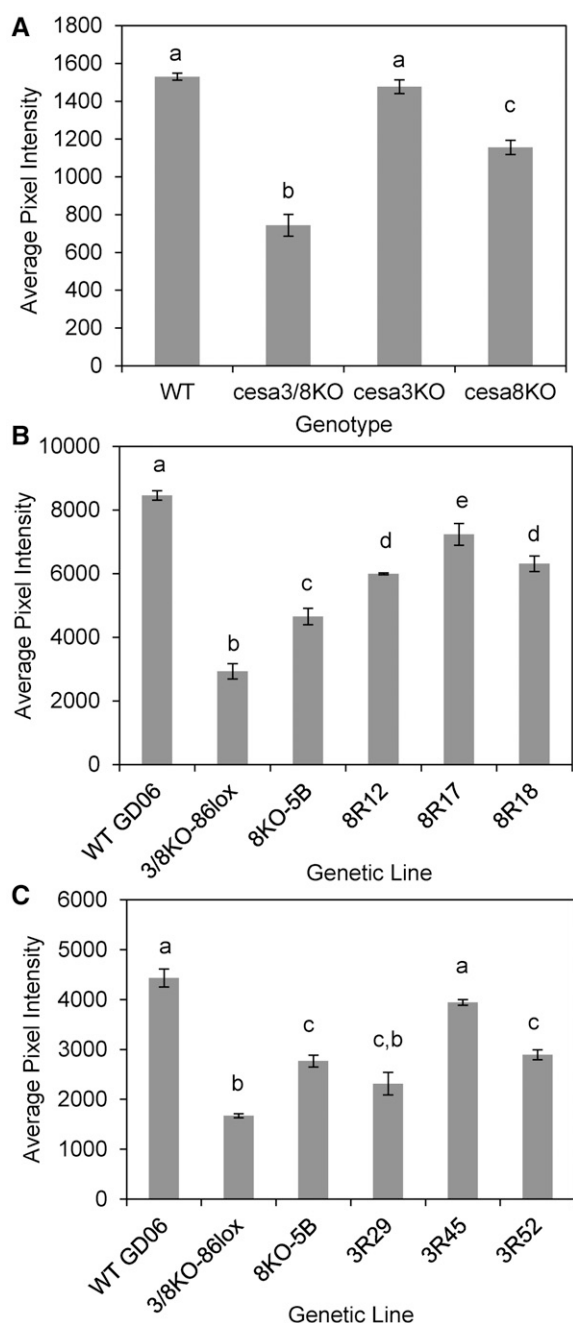 A
Average Pixel Intensity
1800
1600
1400
1200
1000
800
600
400
200
0
a
b
a
c
WT cesa3/8KO cesa3KO cesa8KO
Genotype
B
Average Pixel Intensity
10000
8000
6000
4000
2000
0
a
b
c
d
e
d
WT GD06
3/8KO-86lox
8KO-5B
8R12
8R17
8R18
Genetic Line
C
Average Pixel Intensity
6000
5000
4000
3000
2000
1000
0
a
b
c
c,b
a
c
WT GD06
3/8KO-86lox
8KO-5B
3R29
3R45
3R52
Genetic Line